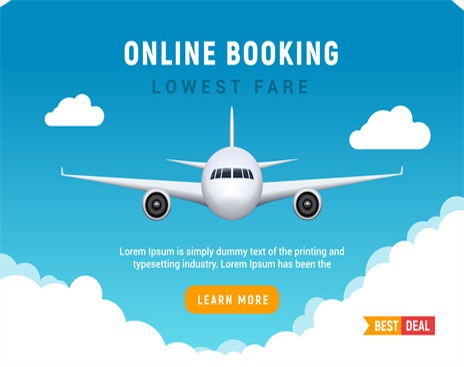 ONLINE BOOKING
LOWEST FARE
Lorem Ipsum is simply dummy text of the printing and
typesetting industry. Lorem Ipsum has been the
LEARN MORE
BEST DEAL